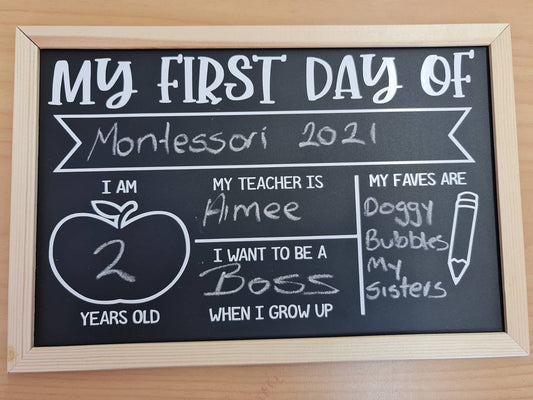 MY FIRST DAY OF
Montessori 2021
I AM
2
YEARS OLD
MY TEACHER IS
Aimee
I WANT TO BE A
Boss
WHEN I GROW UP
MY FAVES ARE
Doggy
Bubbles
My
Sisters